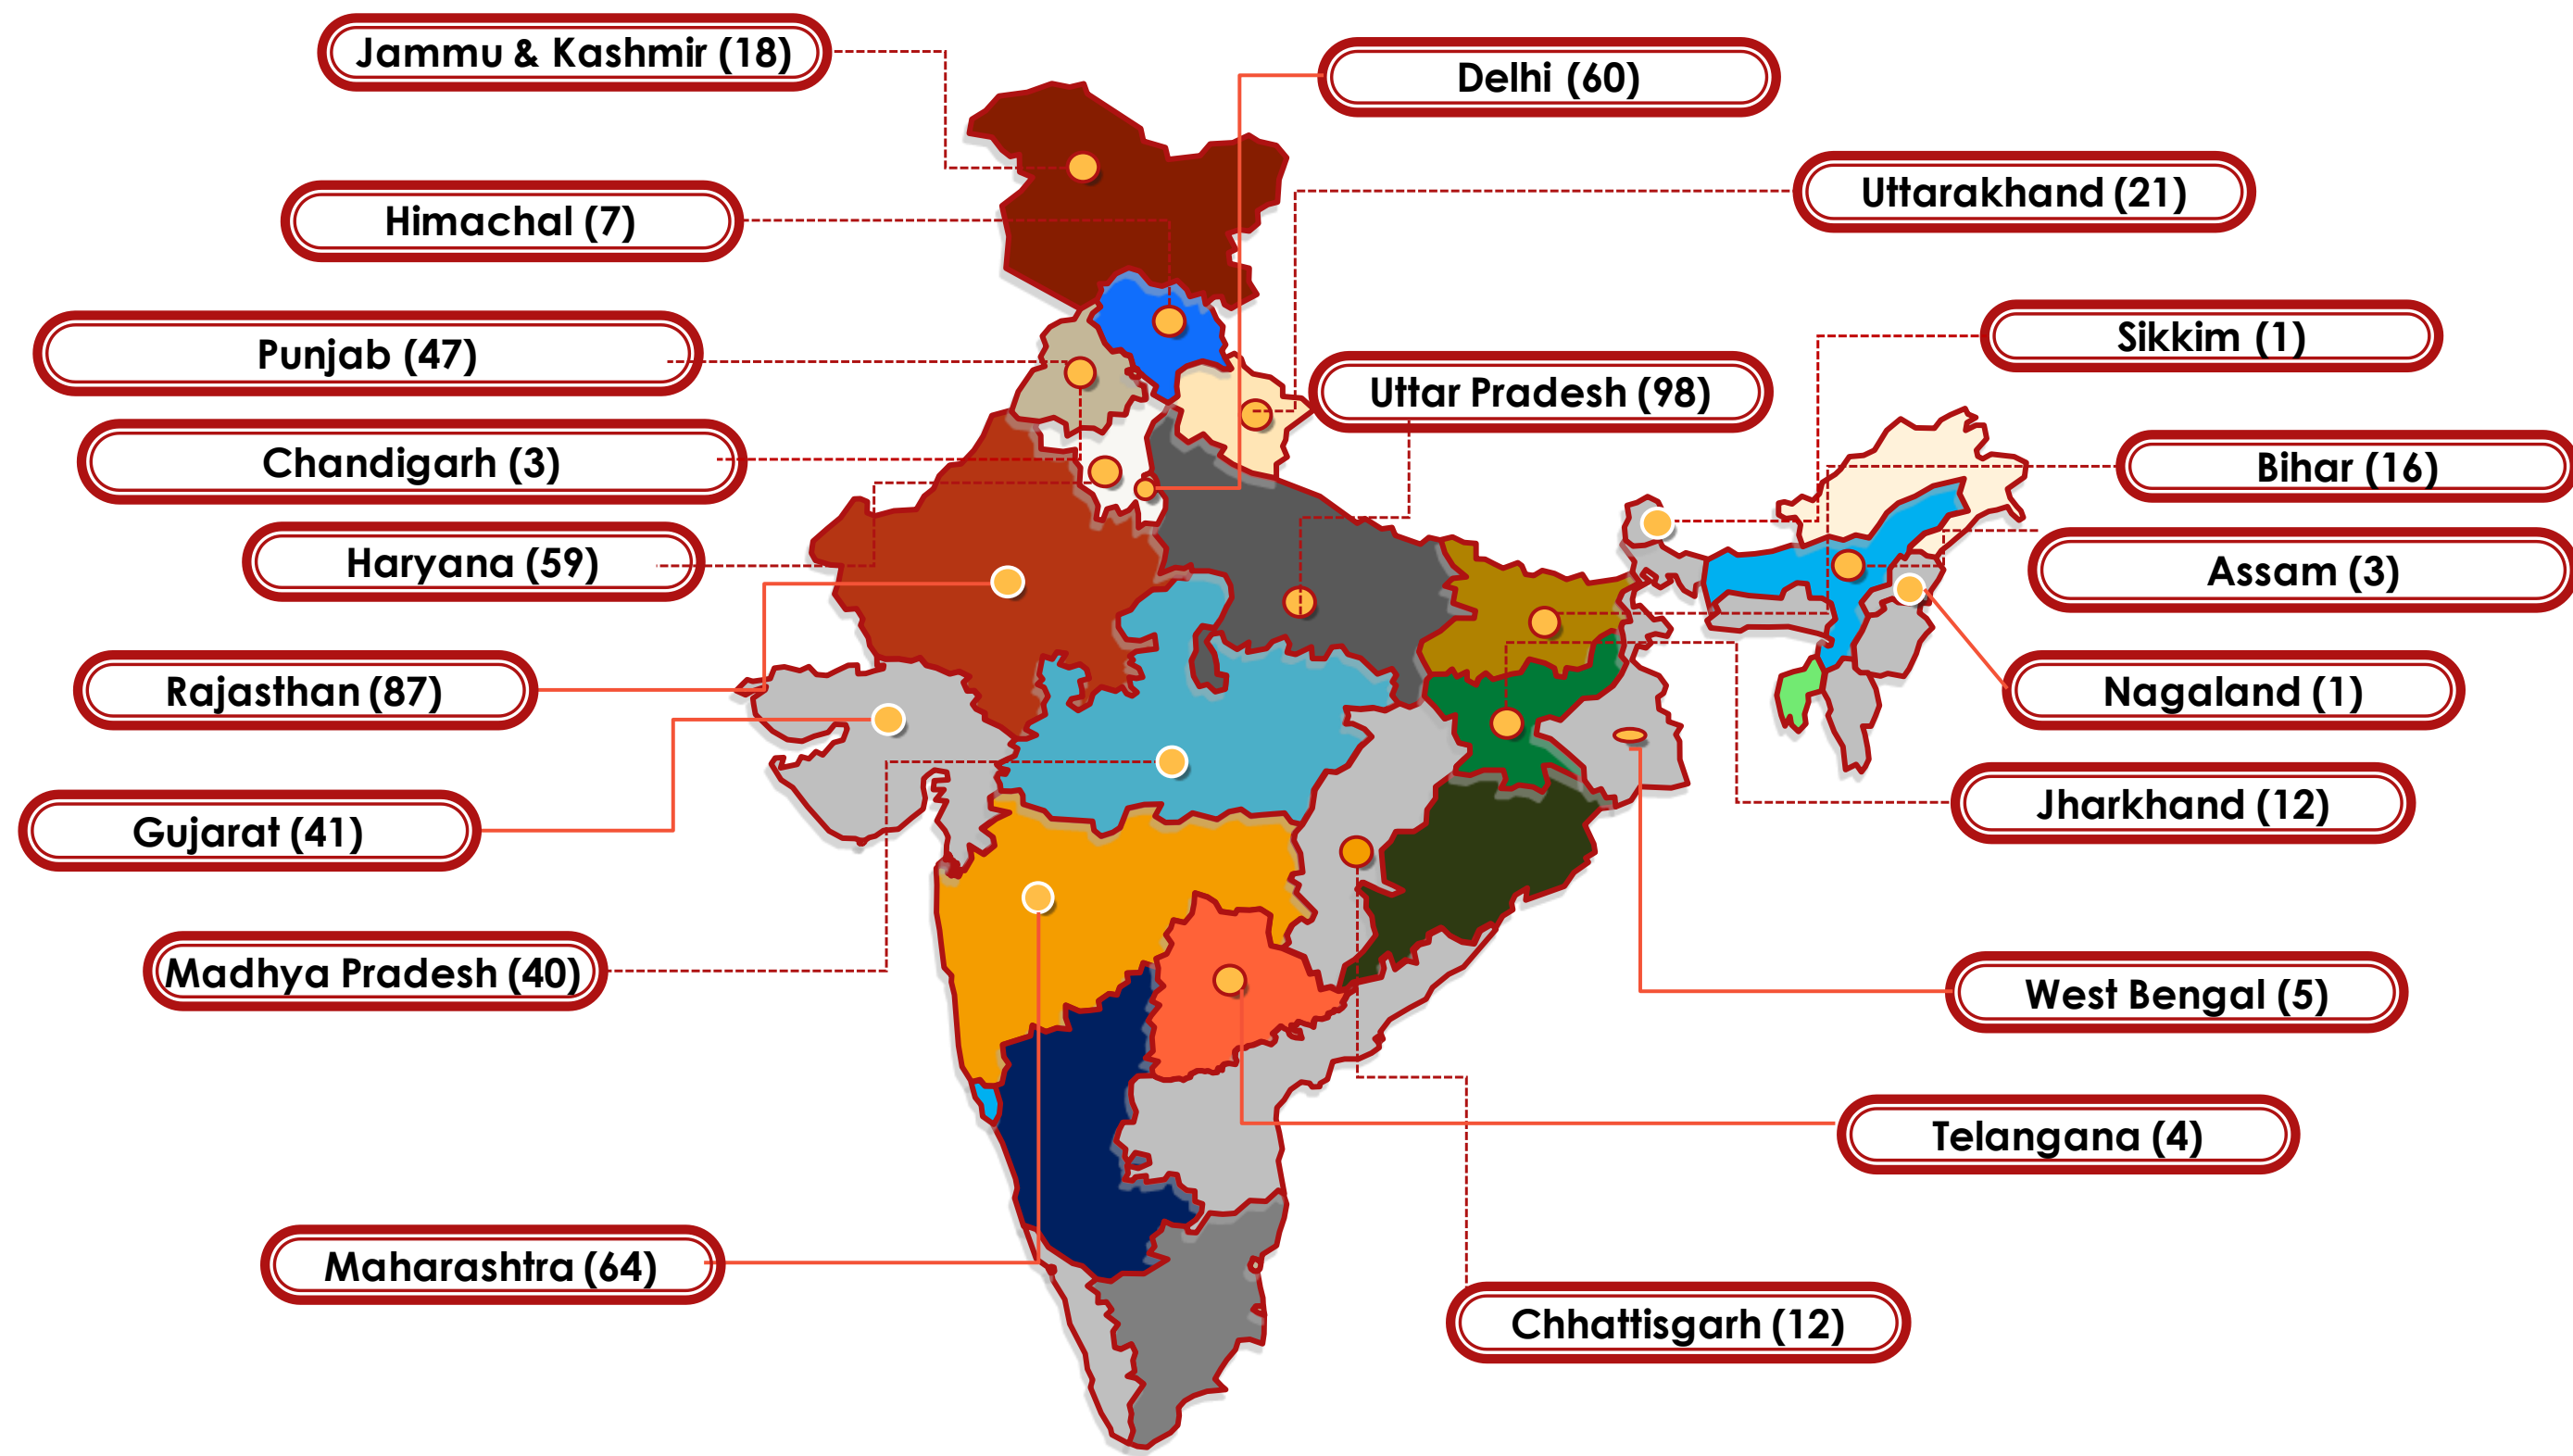 Jammu & Kashmir (18)
Delhi (60)
Uttarakhand (21)
Himachal (7)
Sikkim (1)
Punjab (47)
Uttar Pradesh (98)
Chandigarh (3)
Bihar (16)
Haryana (59)
Assam (3)
Rajasthan (87)
Nagaland (1)
Jharkhand (12)
Gujarat (41)
Madhya Pradesh (40)
West Bengal (5)
Telangana (4)
Maharashtra (64)
Chhattisgarh (12)